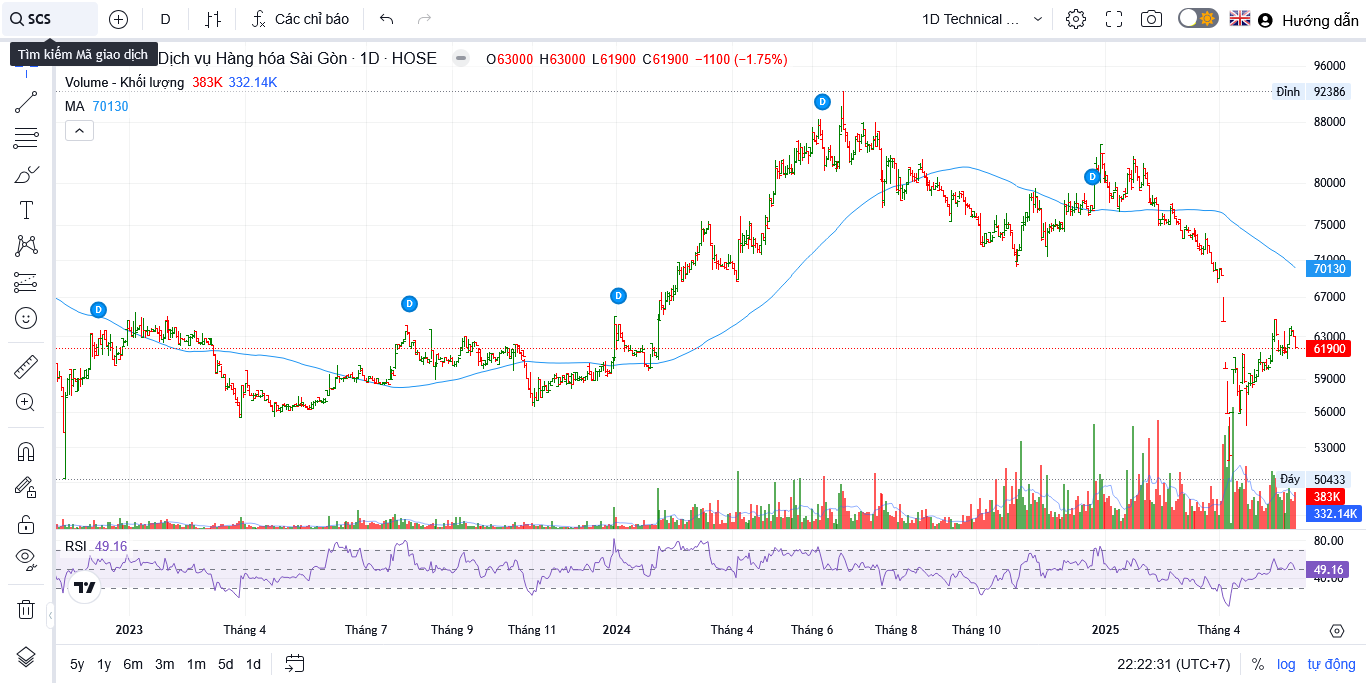 SCS
D
Các chỉ báo
1D Technical ...
Hướng dẫn
Tìm kiếm Mã giao dịch
Dịch vụ Hàng hóa Sài Gòn · 1D · HOSE
O63000 H63000 L61900 C61900 −1100 (−1.75%)
Volume - Khối lượng 383K 332.14K
MA 70130
96000
Đỉnh 92386
88000
80000
75000
71000
70130
67000
63000
61900
59000
56000
53000
Đáy 50433
383K
332.14K
D
D
D
D
D
RSI 49.16
80.00
49.16
40.00
2023 Tháng 4 Tháng 7 Tháng 9 Tháng 11 2024 Tháng 4 Tháng 6 Tháng 8 Tháng 10 2025 Tháng 4
5y 1y 6m 3m 1m 5d 1d
22:22:31 (UTC+7) % log tự động